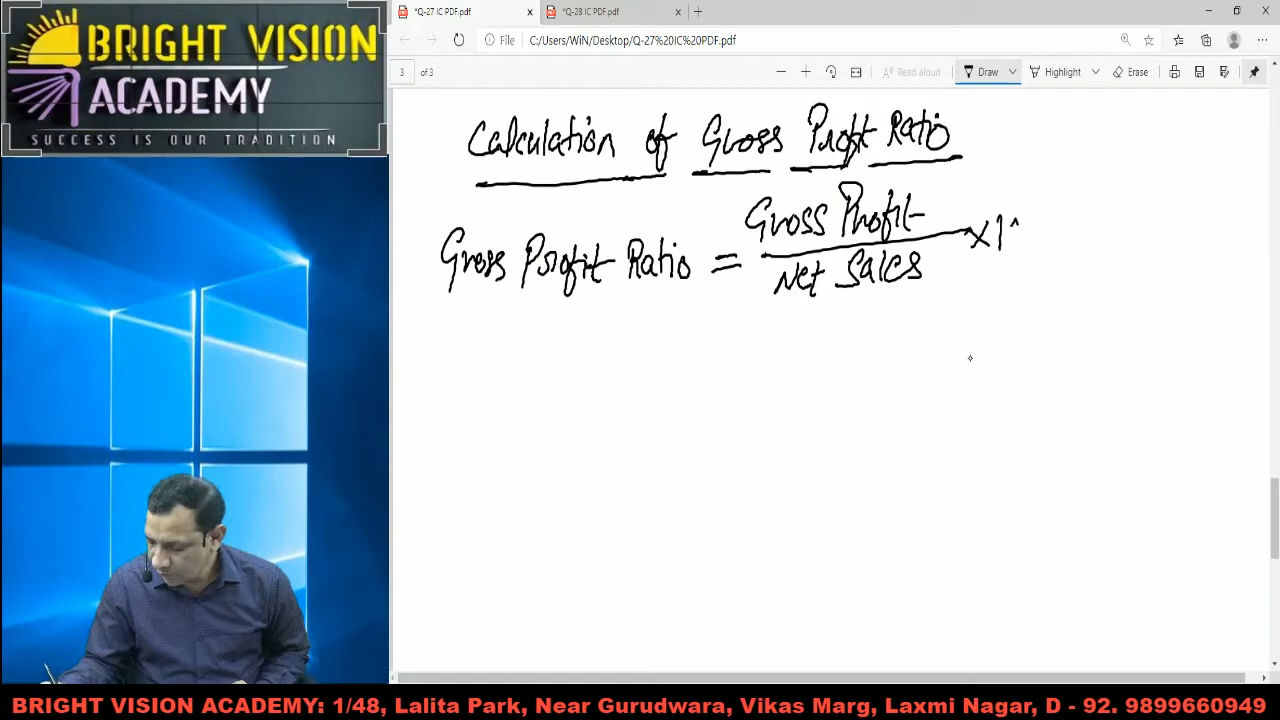 *Q-27 IC PDF.pdf
*Q-28 IC PDF.pdf
BRIGHT VISION
ACADEMY
SUCCESS IS OUR TRADITION
File C:/Users/WiN/Desktop/Q-27%20IC%20PDF.pdf
3 of 3 Read aloud Draw Highlight Erase
Calculation of Gross Profit Ratio
Gross Profit Ratio = Gross Profit
Net Sales
×1
BRIGHT VISION ACADEMY: 1/48, Lalita Park, Near Gurudwara, Vikas Marg, Laxmi Nagar, D - 92. 9899660949